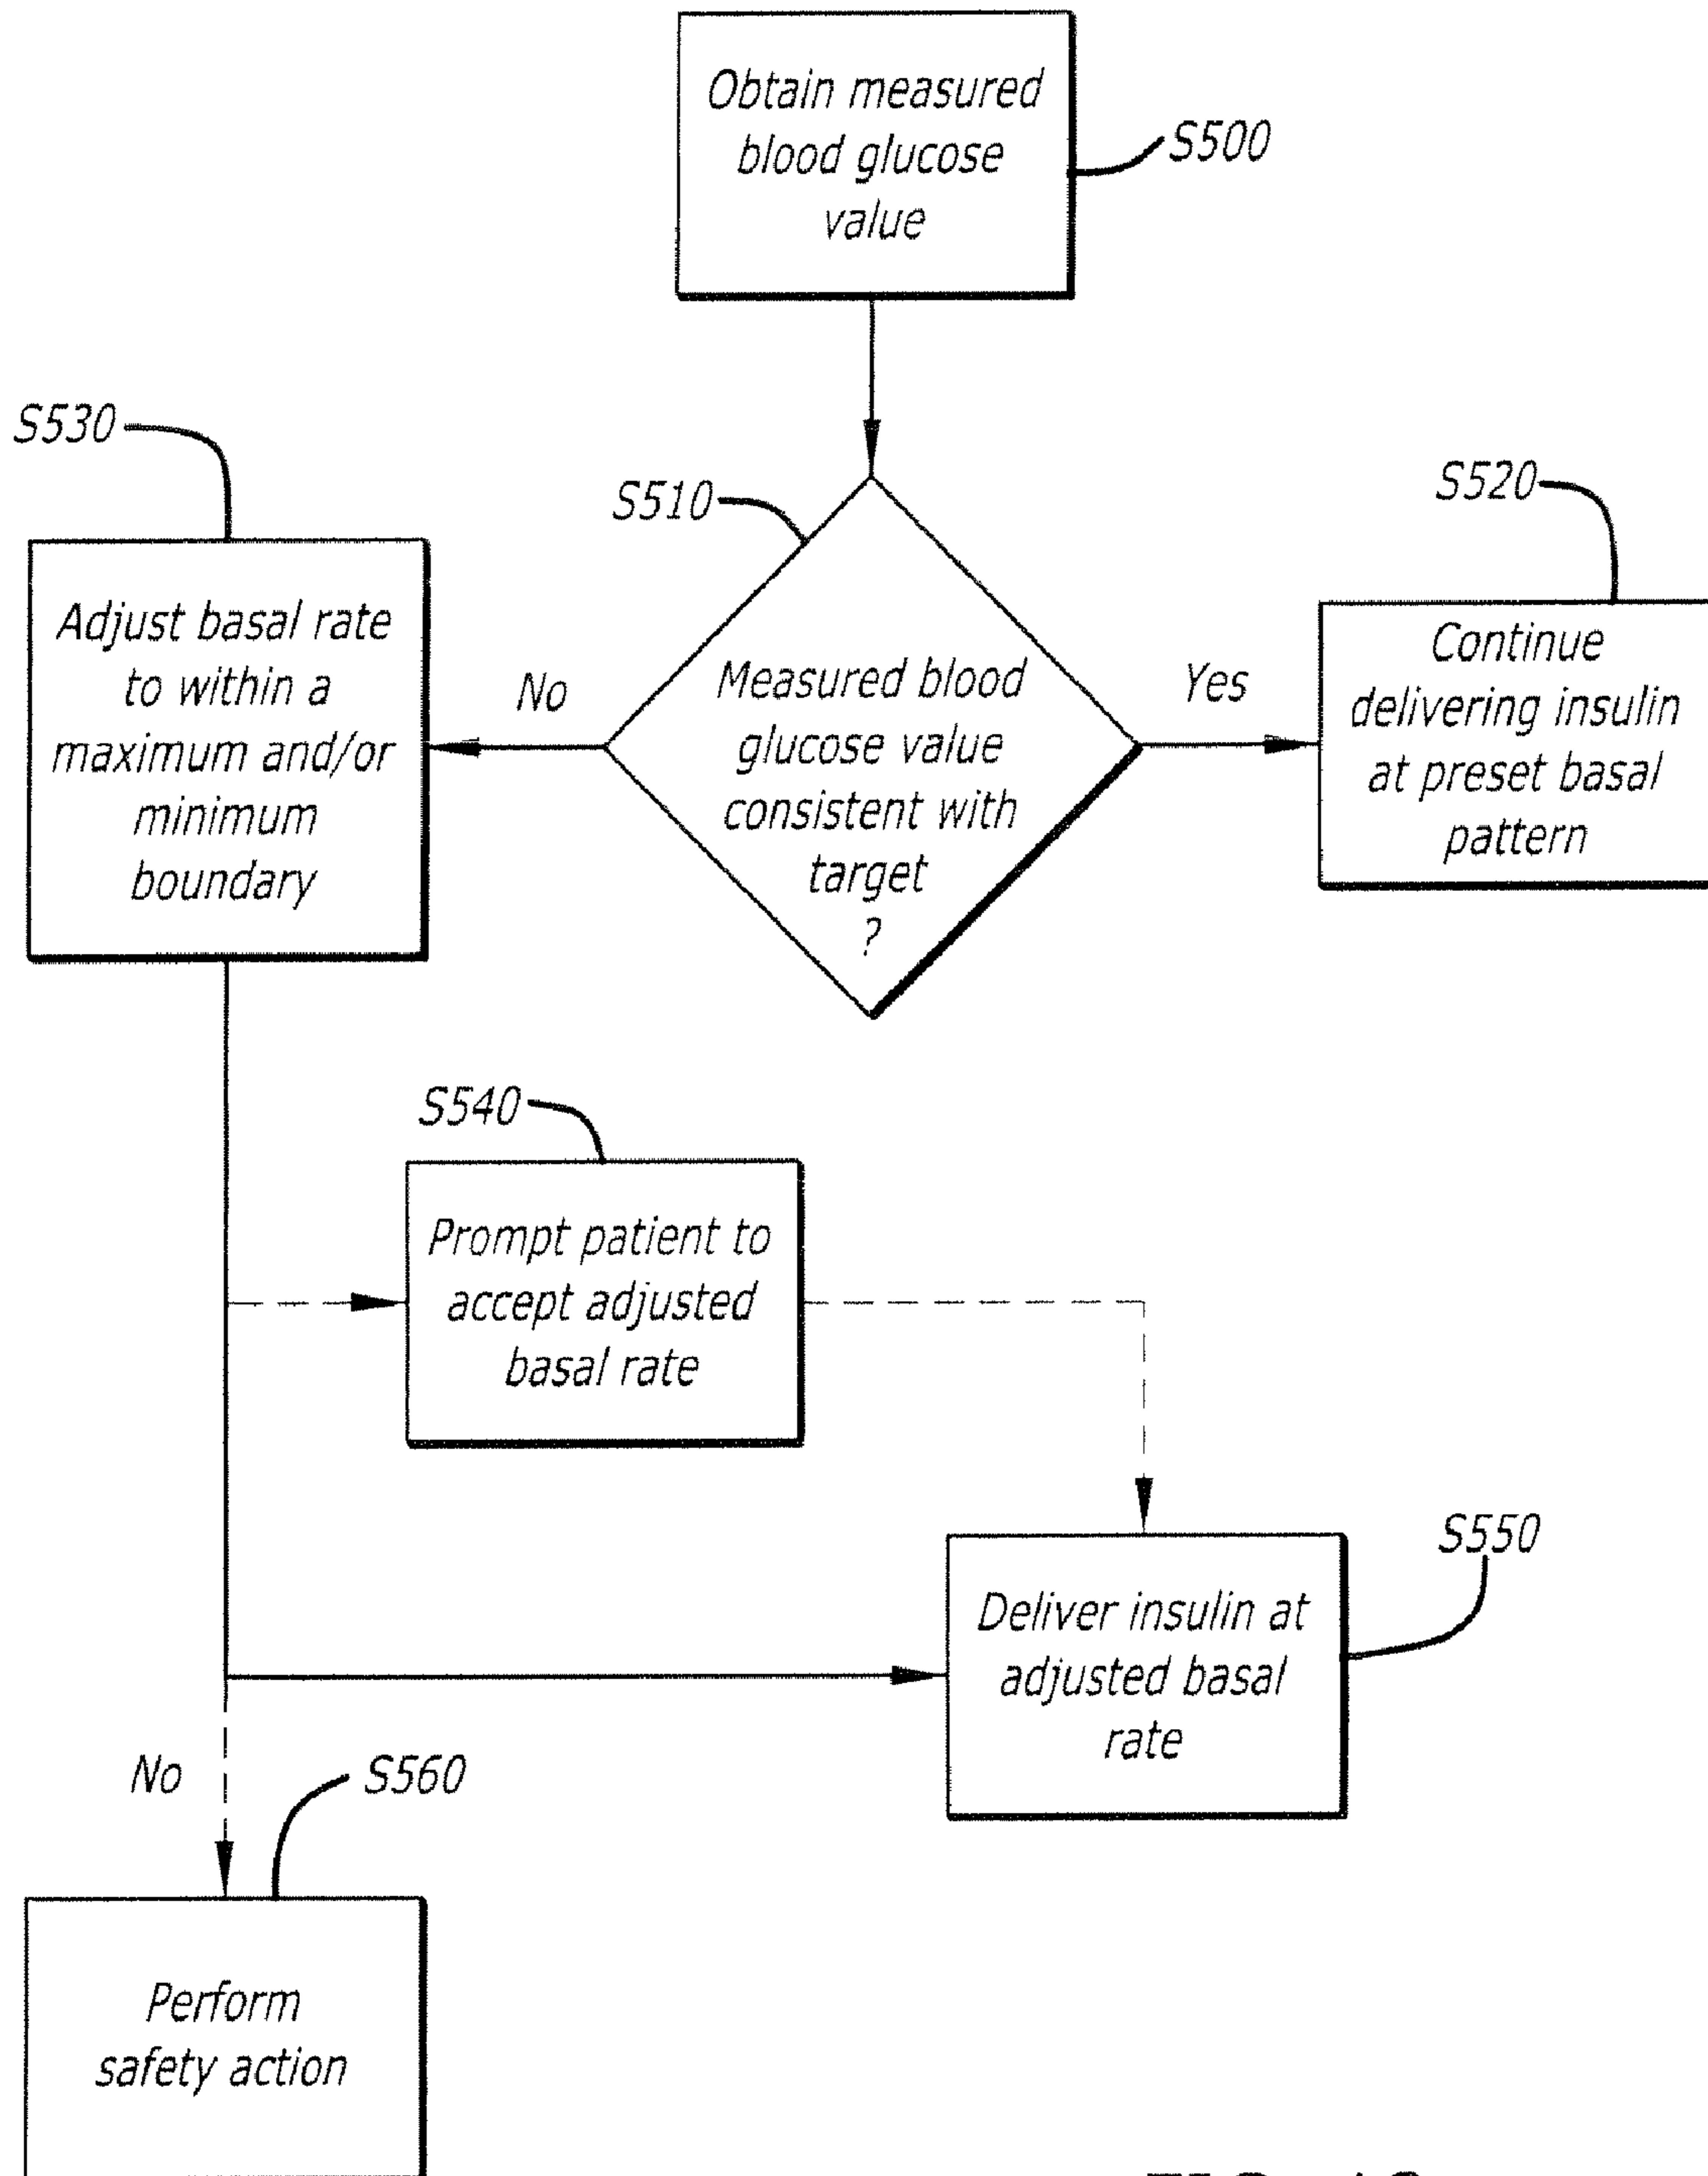 Obtain measured
blood glucose
value
S500
S530
S510
S520
Adjust basal rate
to within a
maximum and/or
minimum
boundary
No
Measured blood
glucose value
consistent with
target
?
Yes
Continue
delivering insulin
at preset basal
pattern
S540
Prompt patient to
accept adjusted
basal rate
S550
Deliver insulin at
adjusted basal
rate
No
S560
Perform
safety action